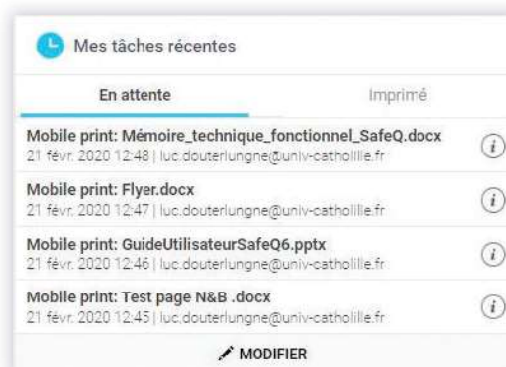 Mes tâches récentes
En attente
Imprimé
Mobile print: Mémoire_technique_fonctionnel_SafeQ.docx
21 févr. 2020 12:48 | luc.douterlungne@univ-catholille.fr
Mobile print: Flyer.docx
21 févr. 2020 12:47 | luc.douterlungne@univ-catholille.fr
Mobile print: GuideUtilisateurSafeQ6.pptx
21 févr. 2020 12:46 | luc.douterlungne@univ-catholille.fr
Mobile print: Test page N&B .docx
21 févr. 2020 12:45 | luc.douterlungne@univ-catholille.fr
MODIFIER